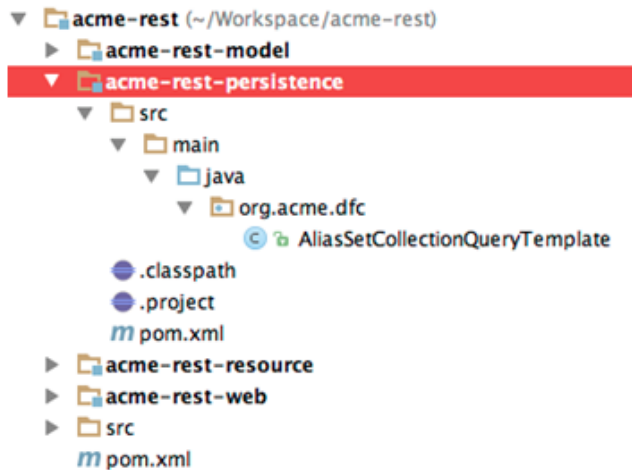 acme-rest (~/Workspace/acme-rest)
acme-rest-model
acme-rest-persistence
src
main
java
org.acme.dfc
C AliasSetCollectionQueryTemplate
.classpath
.project
m pom.xml
acme-rest-resource
acme-rest-web
src
m pom.xml